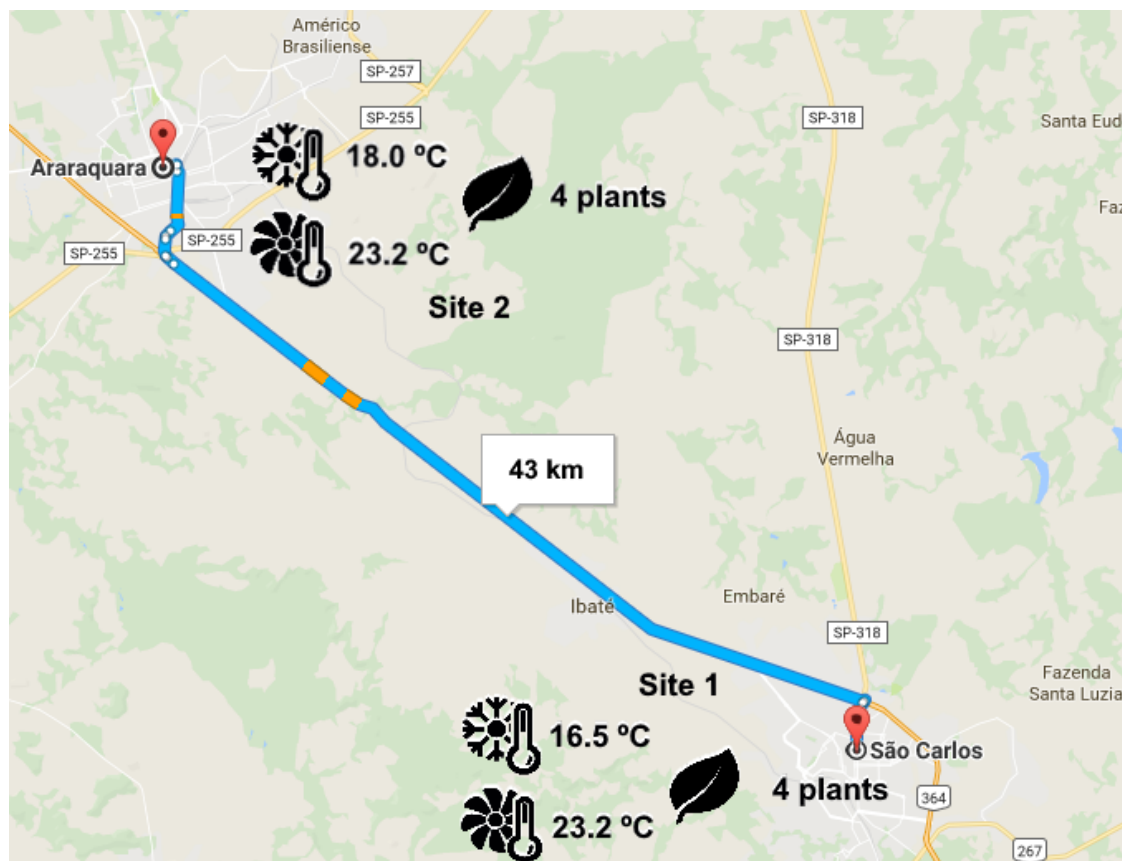 Américo
Brasiliense
SP-257
SP-255
SP-318
Santa Eud
Araraquara
18.0 ºC
4 plants
Faz
SP-255
SP-255
23.2 ºC
Site 2
SP-318
Água
Vermelha
43 km
Ibaté
Embaré
SP-318
Fazenda
Santa Luzia
Site 1
16.5 ºC
São Carlos
4 plants
364
23.2 ºC
267